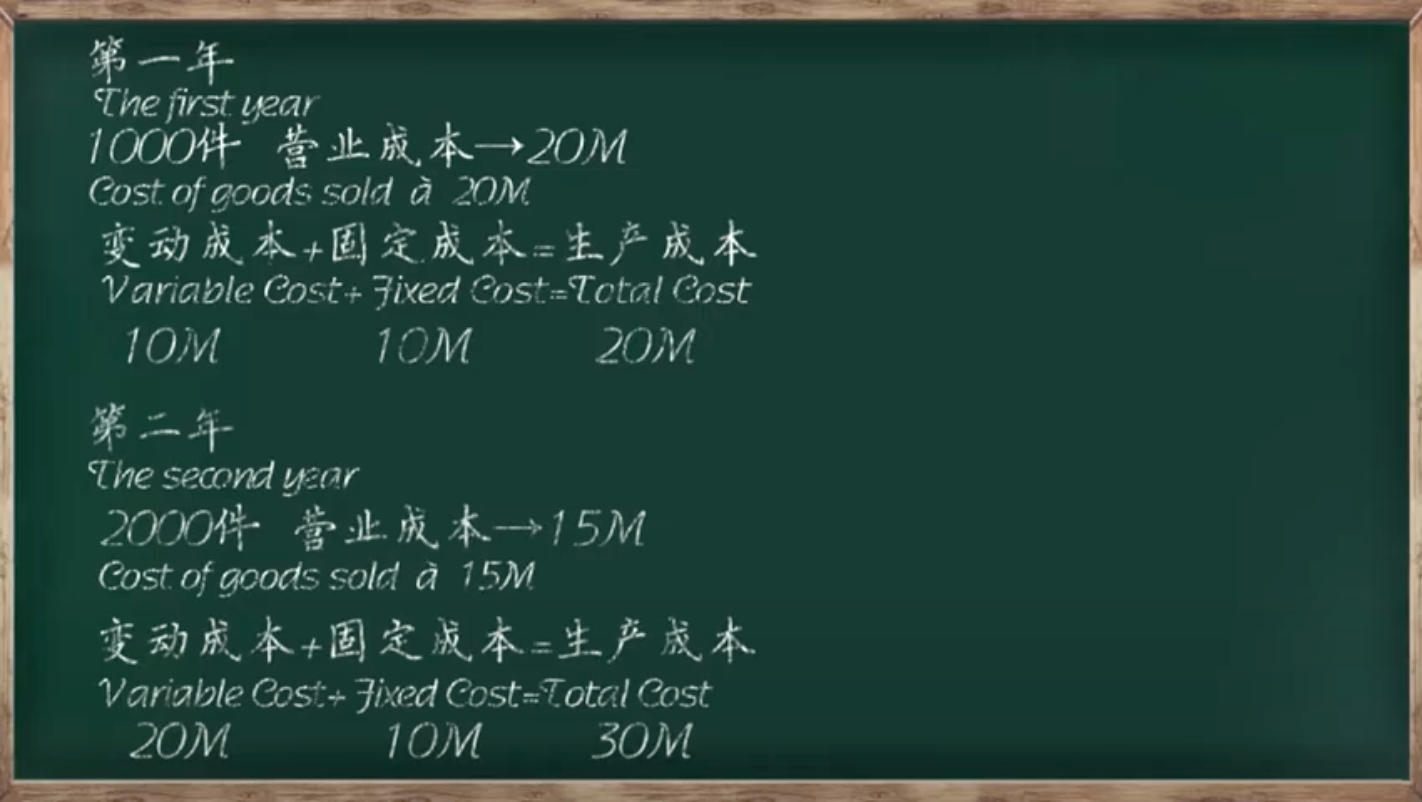 第一年
The first year
1000件 营业成本→20M
Cost of goods sold à 20M
变动成本+固定成本=生产成本
Variable Cost+ Fixed Cost=Total Cost
10M 10M 20M
第二年
The second year
2000件 营业成本→15M
Cost of goods sold à 15M
变动成本+固定成本=生产成本
Variable Cost+ Fixed Cost=Total Cost
20M 10M 30M